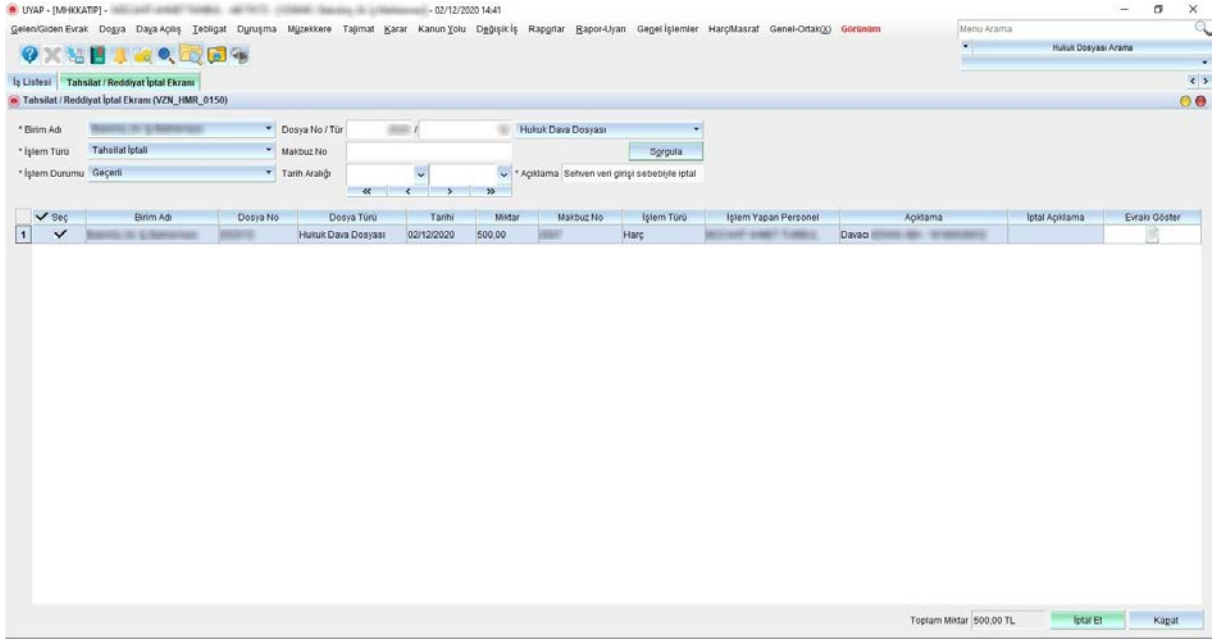 UYAP - [MHKKATIP] - - 02/12/2020 14:41
Gelen/Giden Evrak Dosya Dava Açılış Tebligat Duruşma Müzekkere Talimat Karar Kanun Yolu Değişik İş Raporlar Rapor-Uyarı Genel İşlemler Harç/Masraf Genel-Ortak(X) Görünüm
Menu Arama
Hukuk Dosyası Arama
İş Listesi Tahsilat / Reddiyat İptal Ekranı
Tahsilat / Reddiyat İptal Ekranı (VZN_HMR_0150)
* Birim Adı Dosya No / Tür / Hukuk Dava Dosyası
* İşlem Türü Tahsilat İptali Makbuz No Sorgula
* İşlem Durumu Geçerli Tarih Aralığı * Açıklama Sehven veri girişi sebebiyle iptal
« < > »
Seç Birim Adı Dosya No Dosya Türü Tarihi Miktar Makbuz No İşlem Türü İşlem Yapan Personel Açıklama İptal Açıklama Evrakı Göster
1 Hukuk Dava Dosyası 02/12/2020 500,00 Harç Davacı
Toplam Miktar 500,00 TL İptal Et Kapat